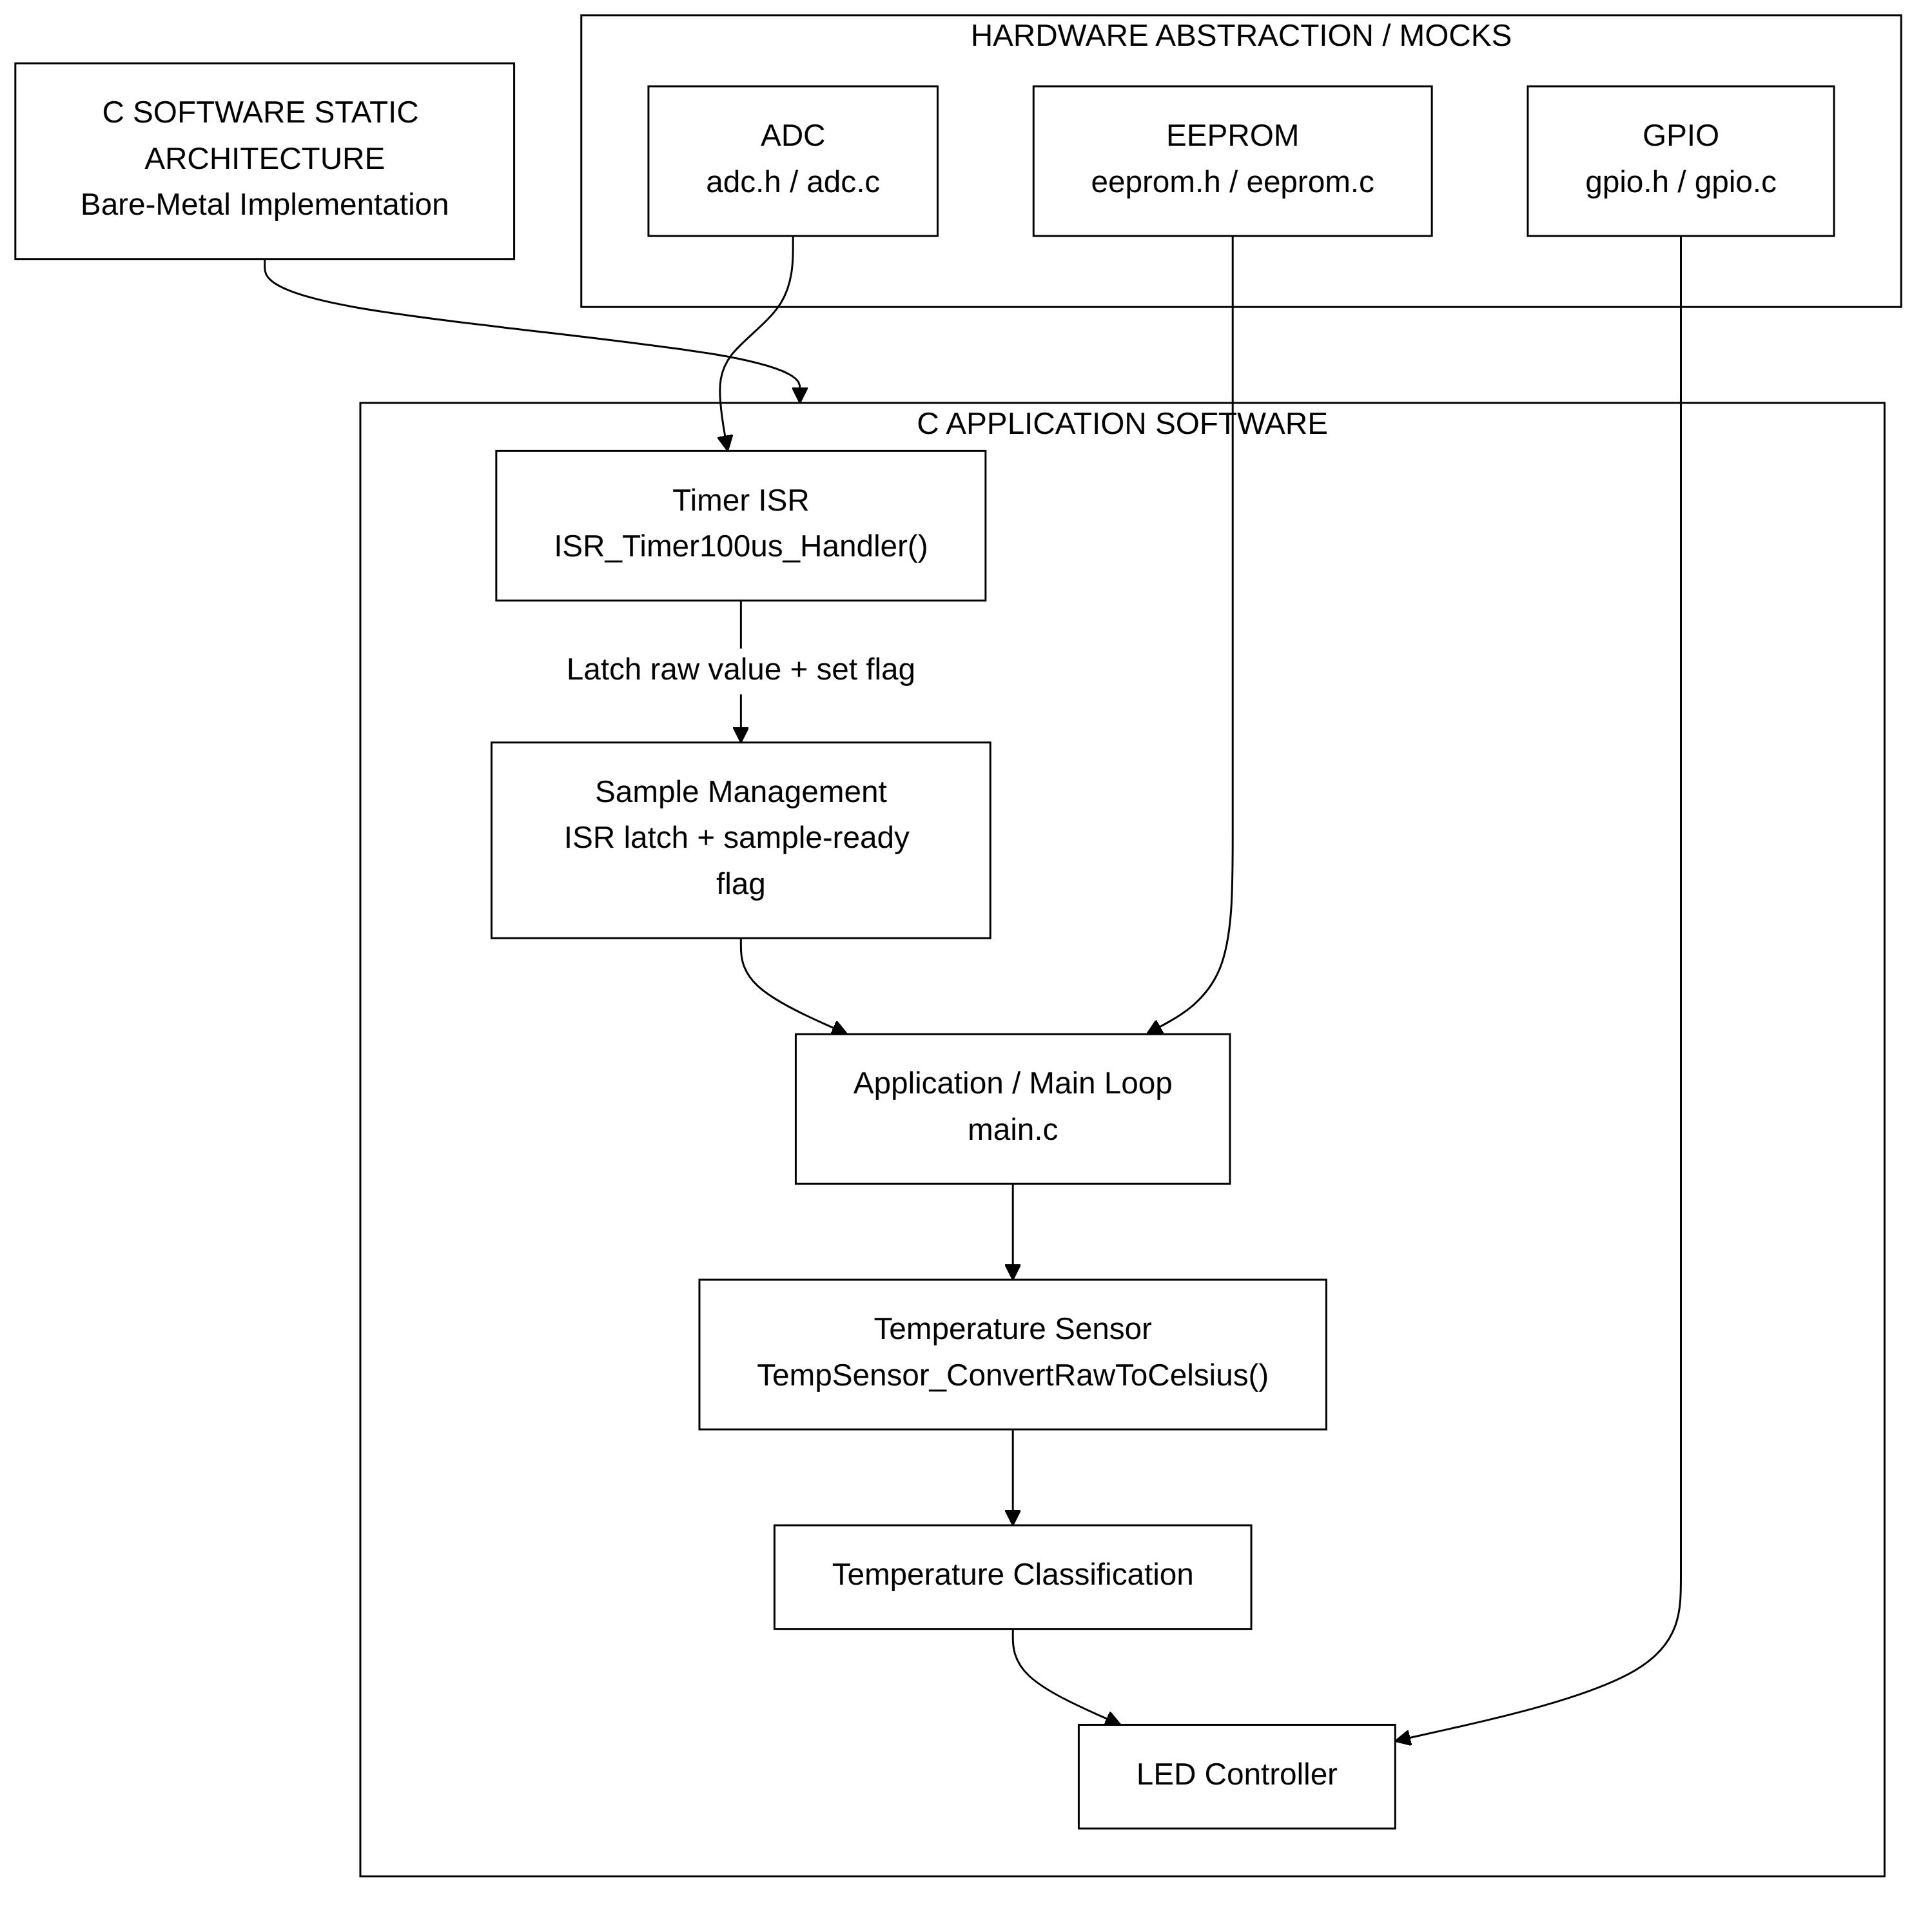 HARDWARE ABSTRACTION / MOCKS
C SOFTWARE STATIC
ARCHITECTURE
Bare-Metal Implementation
ADC
adc.h / adc.c
EEPROM
eeprom.h / eeprom.c
GPIO
gpio.h / gpio.c
C APPLICATION SOFTWARE
Timer ISR
ISR_Timer100us_Handler()
Latch raw value + set flag
Sample Management
ISR latch + sample-ready
flag
Application / Main Loop
main.c
Temperature Sensor
TempSensor_ConvertRawToCelsius()
Temperature Classification
LED Controller